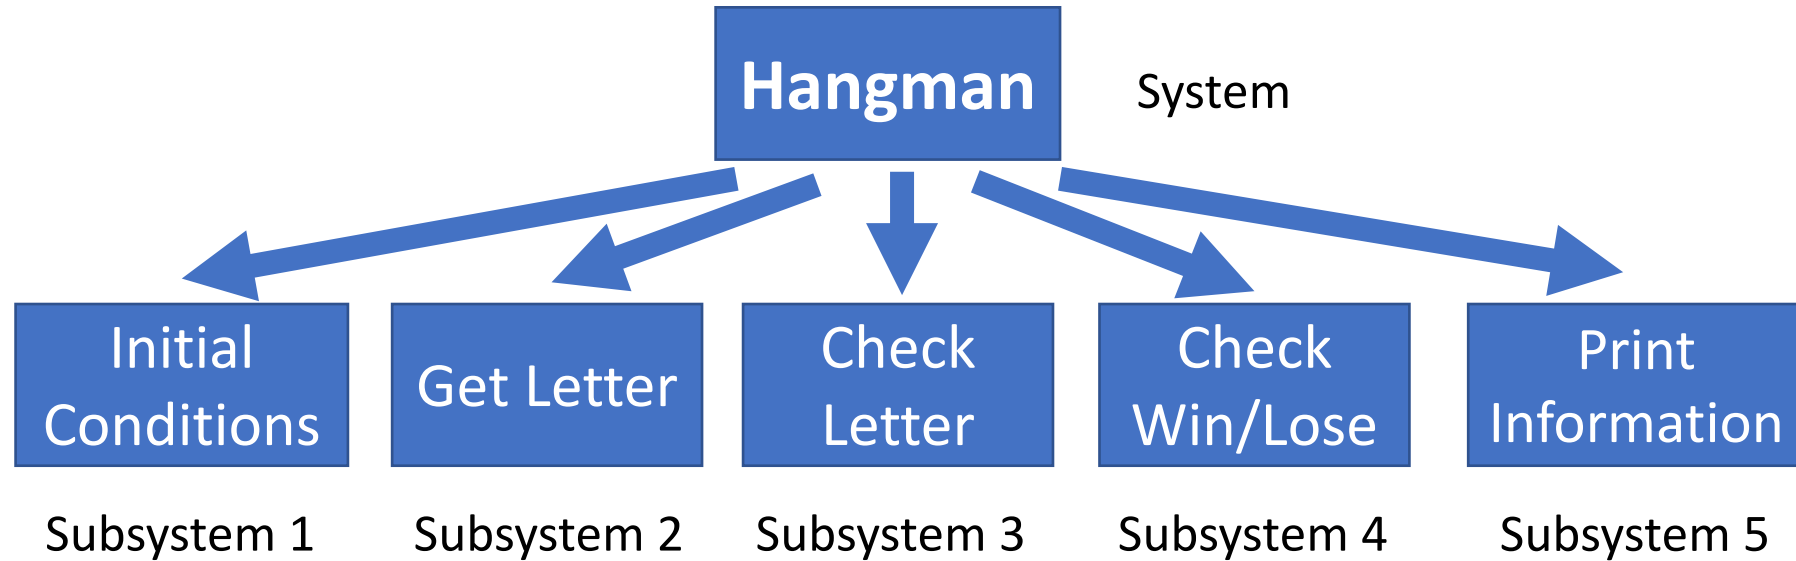 Hangman
System
Initial
Conditions
Get Letter
Check
Letter
Check
Win/Lose
Print
Information
Subsystem 1
Subsystem 2
Subsystem 3
Subsystem 4
Subsystem 5